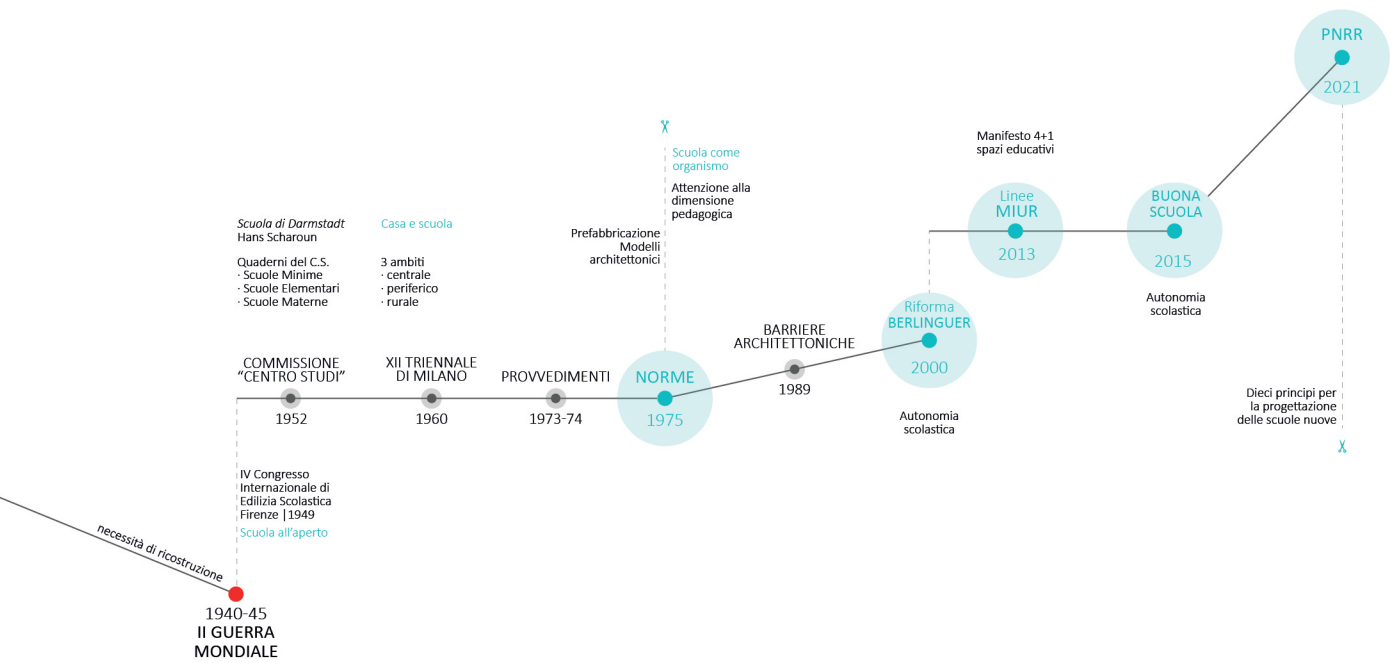 necessità di ricostruzione
1940-45
II GUERRA
MONDIALE
IV Congresso
Internazionale di
Edilizia Scolastica
Firenze |1949
Scuola all'aperto
Scuola di Darmstadt
Hans Scharoun
Quaderni del C.S.
· Scuole Minime
· Scuole Elementari
· Scuole Materne
COMMISSIONE
“CENTRO STUDI”
1952
Casa e scuola
3 ambiti
· centrale
· periferico
· rurale
XII TRIENNALE
DI MILANO
1960
PROVVEDIMENTI
1973-74
Prefabbricazione
Modelli
architettonici
Scuola come
organismo
Attenzione alla
dimensione
pedagogica
NORME
1975
BARRIERE
ARCHITETTONICHE
1989
Riforma
BERLINGUER
2000
Autonomia
scolastica
Manifesto 4+1
spazi educativi
Linee
MIUR
2013
BUONA
SCUOLA
2015
Autonomia
scolastica
PNRR
2021
Dieci principi per
la progettazione
delle scuole nuove